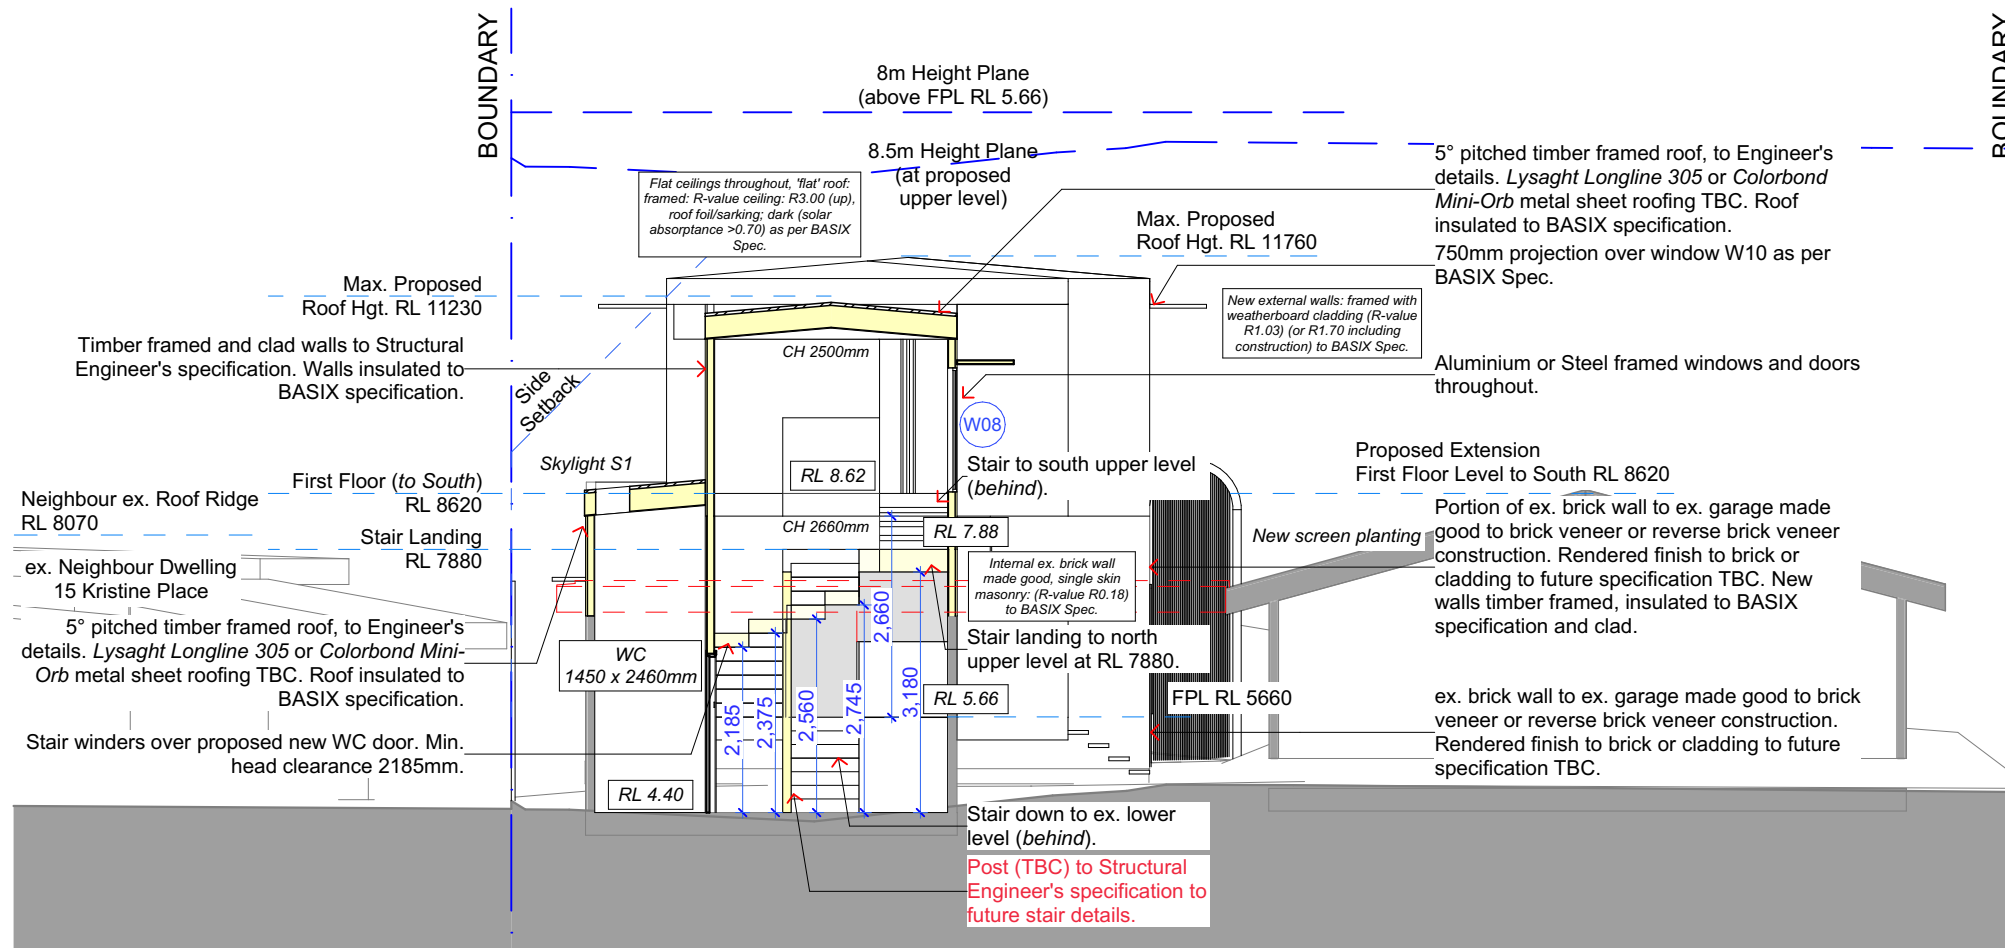 BOUNDARY
BOUNDARY
8m Height Plane
(above FPL RL 5.66)
8.5m Height Plane
(at proposed
upper level)
Flat ceilings throughout, 'flat' roof:
framed: R-value ceiling: R3.00 (up),
roof foil/sarking; dark (solar
absorptance >0.70) as per BASIX
Spec.
5° pitched timber framed roof, to Engineer's
details. Lysaght Longline 305 or Colorbond
Mini-Orb metal sheet roofing TBC. Roof
insulated to BASIX specification.
Max. Proposed
Roof Hgt. RL 11760
750mm projection over window W10 as per
BASIX Spec.
Max. Proposed
Roof Hgt. RL 11230
New external walls: framed with
weatherboard cladding (R-value
R1.03) (or R1.70 including
construction) to BASIX Spec.
Timber framed and clad walls to Structural
Engineer's specification. Walls insulated to
BASIX specification.
CH 2500mm
Aluminium or Steel framed windows and doors
throughout.
Side
Setback
W08
Proposed Extension
First Floor Level to South RL 8620
Skylight S1
RL 8.62
Stair to south upper level
(behind).
First Floor (to South)
RL 8620
Neighbour ex. Roof Ridge
RL 8070
Stair Landing
RL 7880
CH 2660mm
RL 7.88
New screen planting
Portion of ex. brick wall to ex. garage made
good to brick veneer or reverse brick veneer
construction. Rendered finish to brick or
cladding to future specification TBC. New
walls timber framed, insulated to BASIX
specification and clad.
ex. Neighbour Dwelling
15 Kristine Place
Internal ex. brick wall
made good, single skin
masonry: (R-value R0.18)
to BASIX Spec.
5° pitched timber framed roof, to Engineer's
details. Lysaght Longline 305 or Colorbond Mini-
Orb metal sheet roofing TBC. Roof insulated to
BASIX specification.
WC
1450 x 2460mm
2,660
Stair landing to north
upper level at RL 7880.
2,185
2,375
2,560
2,745
3,180
RL 5.66
FPL RL 5660
ex. brick wall to ex. garage made good to brick
veneer or reverse brick veneer construction.
Rendered finish to brick or cladding to future
specification TBC.
Stair winders over proposed new WC door. Min.
head clearance 2185mm.
RL 4.40
Stair down to ex. lower
level (behind).
Post (TBC) to Structural
Engineer's specification to
future stair details.